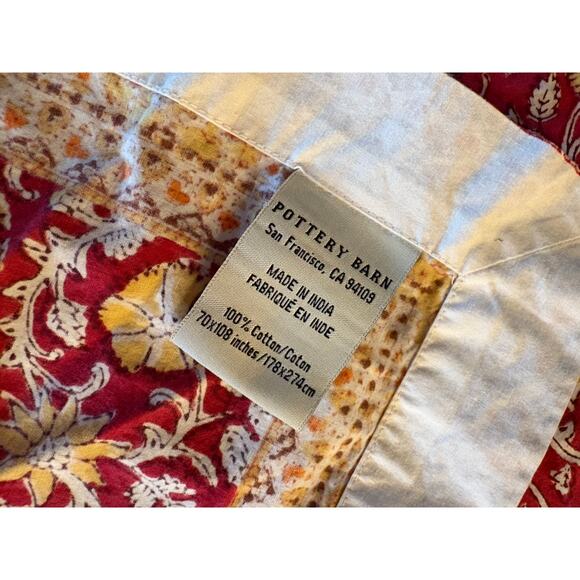 POTTERY BARN
San Francisco, CA 94109
MADE IN INDIA
FABRIQUÉ EN INDE
100% Cotton/Coton
70X108 inches/178x274cm